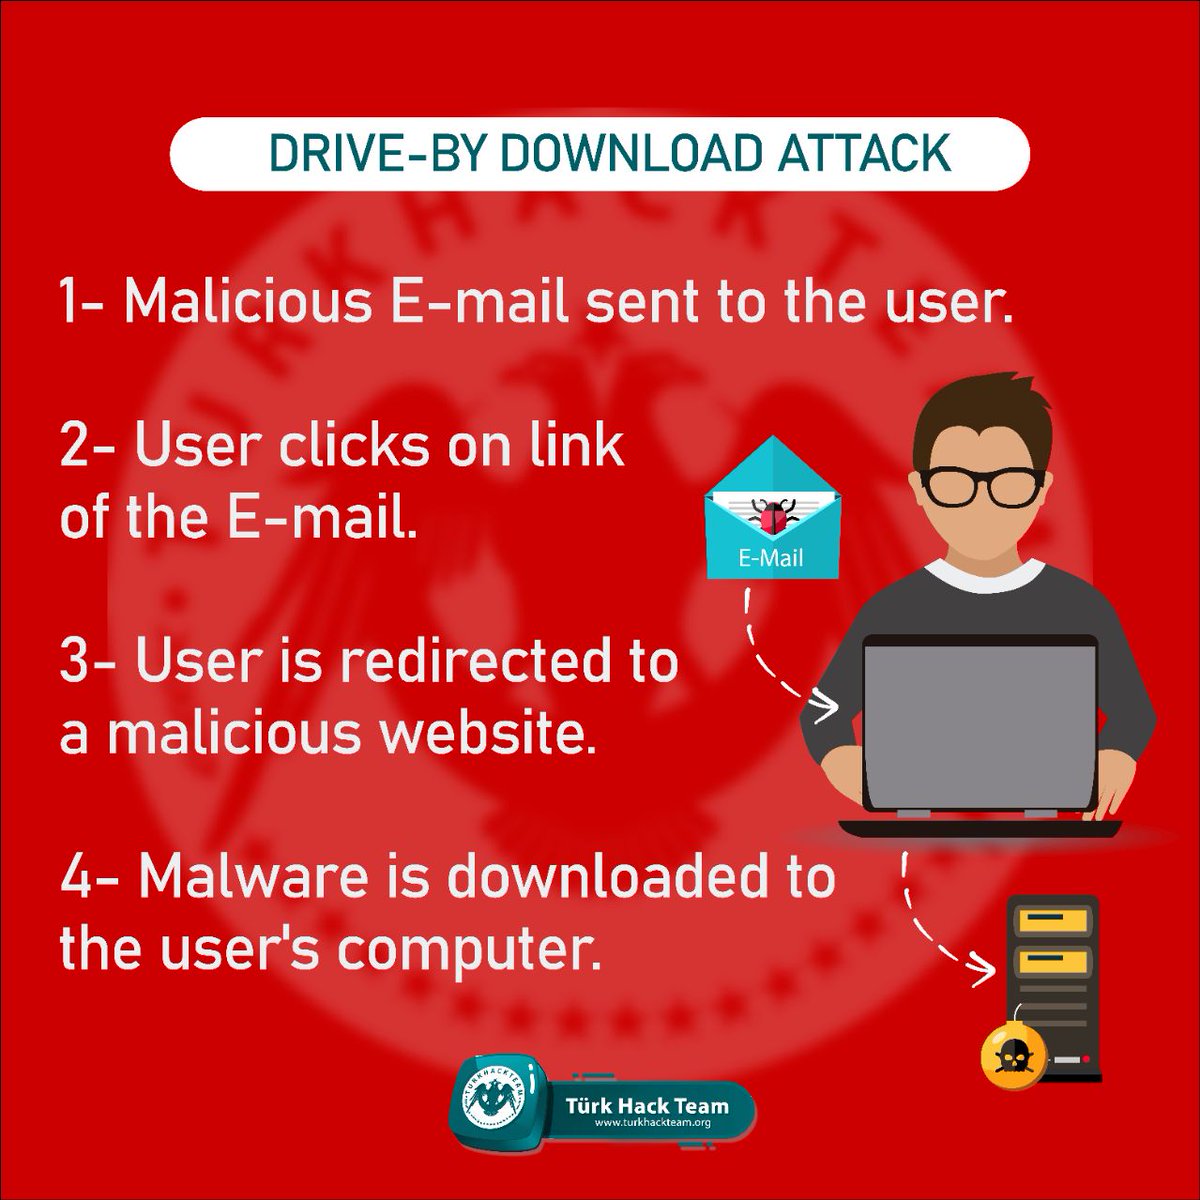 DRIVE-BY DOWNLOAD ATTACK
TURKHACKTE
1- Malicious E-mail sent to the user.
2- User clicks on link
of the E-mail.
E-Mail
3- User is redirected to
a malicious website.
4- Malware is downloaded to
the user's computer.
TURKHACKTEAM
Türk Hack Team
www.turkhackteam.org